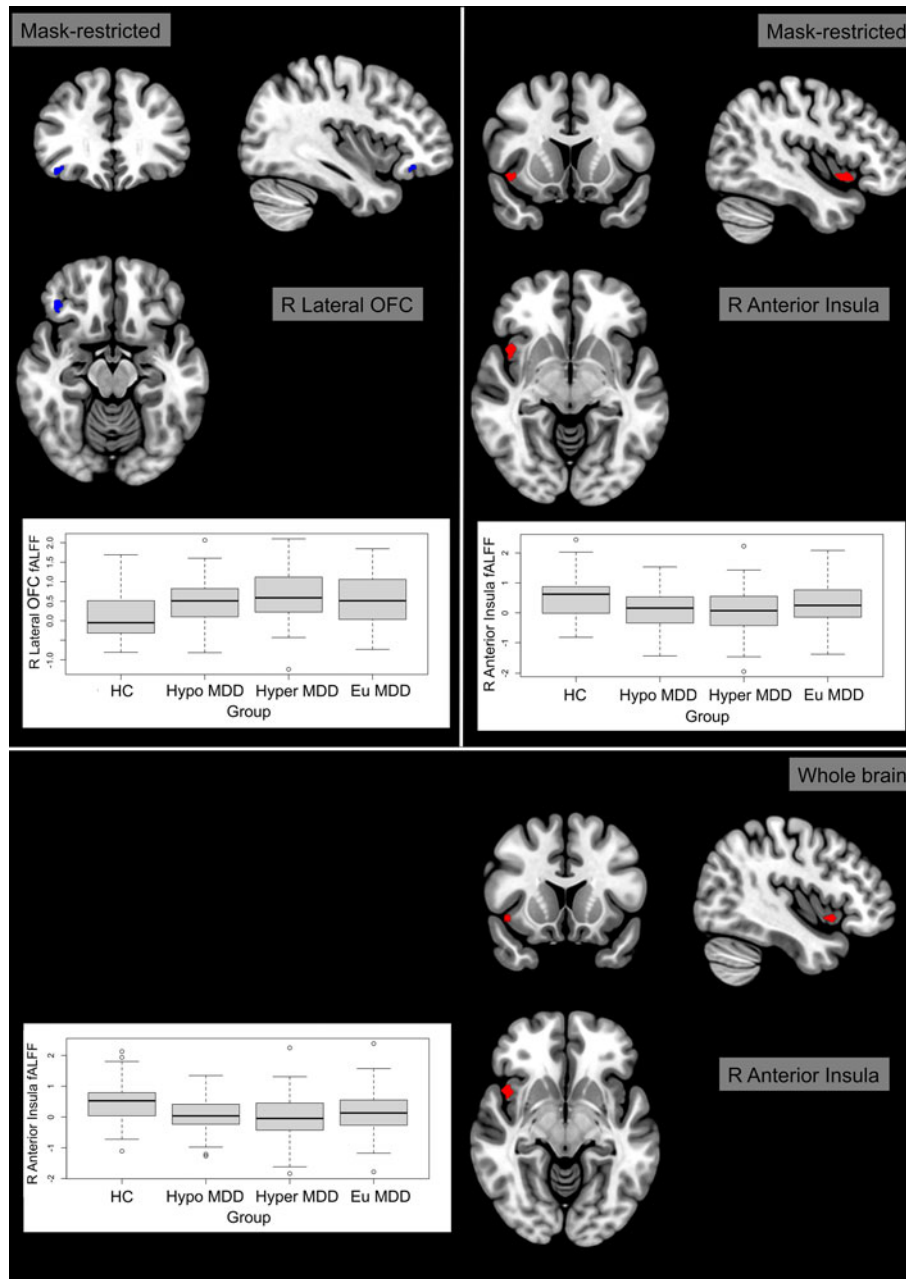 Mask-restricted
R Lateral OFC
R Lateral OFC fALFF
2.0
1.5
1.0
0.5
0.0
-1.0
HC Hypo MDD Hyper MDD Eu MDD
Group
Mask-restricted
R Anterior Insula
R Anterior Insula fALFF
2
1
0
-1
-2
HC Hypo MDD Hyper MDD Eu MDD
Group
Whole brain
R Anterior Insula
R Anterior Insula fALFF
2
1
0
-1
-2
HC Hypo MDD Hyper MDD Eu MDD
Group